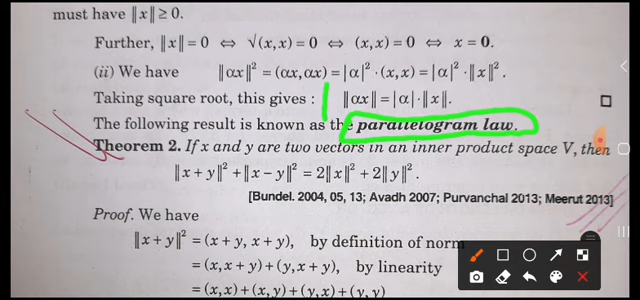 must have ‖x‖ ≥ 0.
Further, ‖x‖ = 0 ⇔ √(x, x) = 0 ⇔ (x, x) = 0 ⇔ x = 0.
(ii) We have ‖αx‖² = (αx, αx) = |α|² · (x, x) = |α|² · ‖x‖².
Taking square root, this gives : ‖αx‖ = |α| · ‖x‖. □
The following result is known as the parallelogram law.
Theorem 2. If x and y are two vectors in an inner product space V, then
‖x + y‖² + ‖x − y‖² = 2‖x‖² + 2‖y‖².
[Bundel. 2004, 05, 13; Avadh 2007; Purvanchal 2013; Meerut 2013]
Proof. We have
‖x + y‖² = (x + y, x + y), by definition of norm
= (x, x + y) + (y, x + y), by linearity
= (x, x) + (x, y) + (y, x) + (y, y)